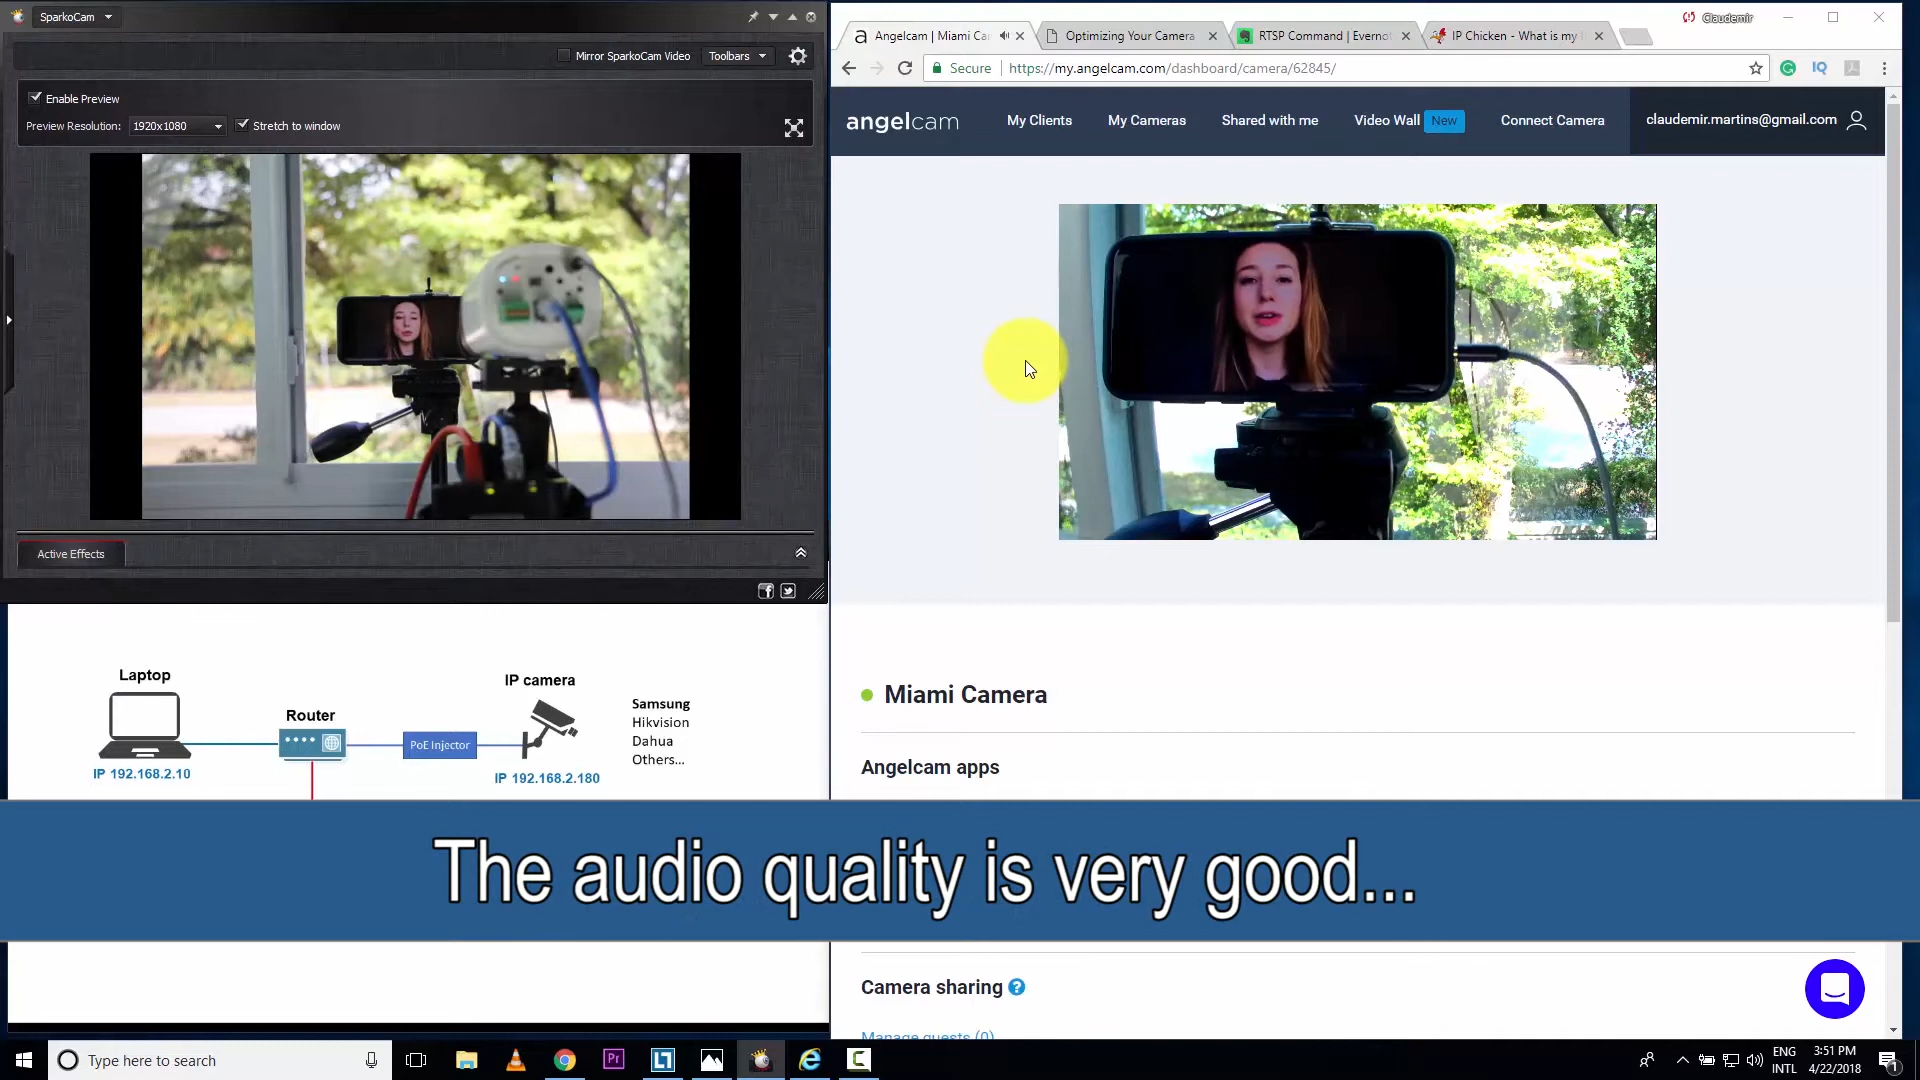 SparkoCam
Mirror SparkoCam Video
Toolbars
Enable Preview
Preview Resolution: 1920x1080
Stretch to window
Active Effects
Angelcam | Miami Ca
Optimizing Your Camera
RTSP Command | Everno
IP Chicken - What is my
Claudemir
Secure
https://my.angelcam.com/dashboard/camera/62845/
angelcam
My Clients
My Cameras
Shared with me
Video Wall New
Connect Camera
claudemir.martins@gmail.com
Miami Camera
Angelcam apps
Laptop
IP 192.168.2.10
Router
PoE Injector
IP camera
IP 192.168.2.180
Samsung
Hikvision
Dahua
Others...
The audio quality is very good...
Camera sharing ?
Manage guests (0)
Type here to search
ENG
INTL
3:51 PM
4/22/2018
1